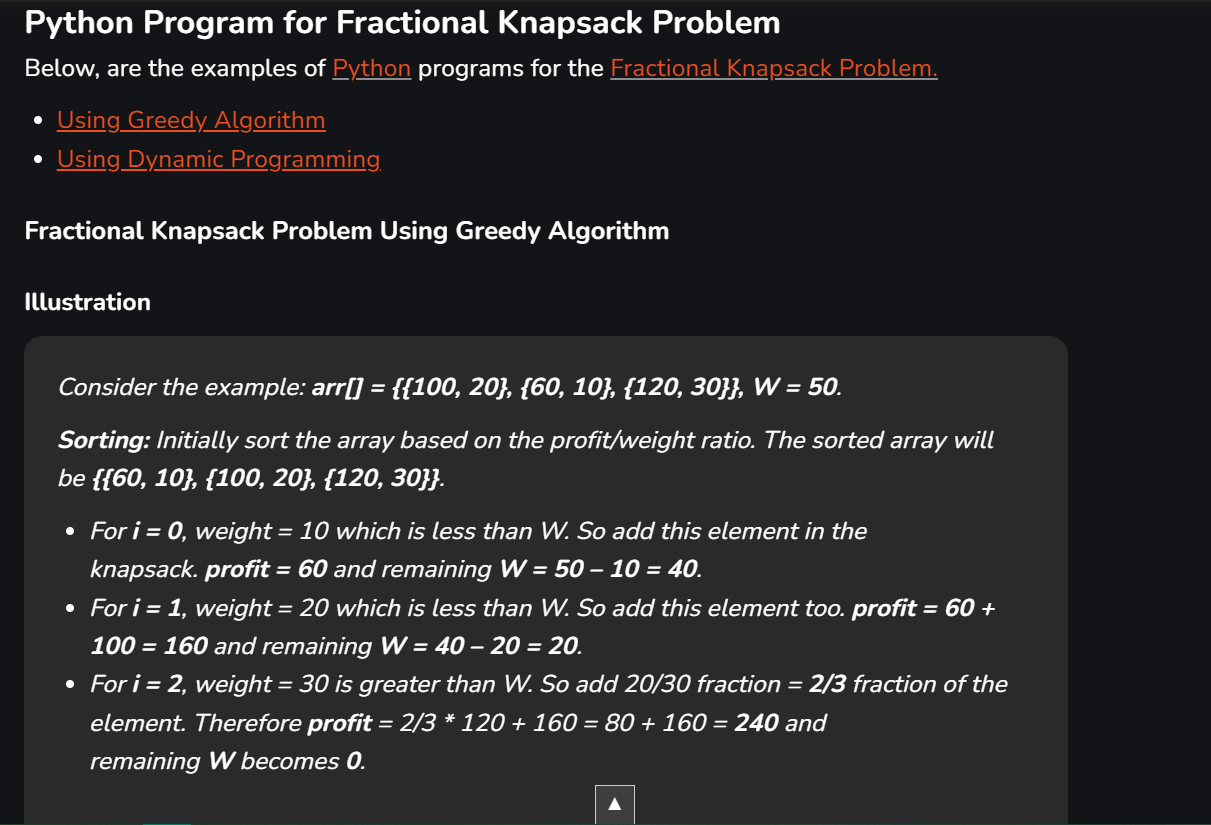 Python Program for Fractional Knapsack Problem
Below, are the examples of Python programs for the Fractional Knapsack Problem.
• Using Greedy Algorithm
• Using Dynamic Programming
Fractional Knapsack Problem Using Greedy Algorithm
Illustration
Consider the example: arr[] = {{100, 20}, {60, 10}, {120, 30}}, W = 50.
Sorting: Initially sort the array based on the profit/weight ratio. The sorted array will
be {{60, 10}, {100, 20}, {120, 30}}.
• For i = 0, weight = 10 which is less than W. So add this element in the
knapsack. profit = 60 and remaining W = 50 – 10 = 40.
• For i = 1, weight = 20 which is less than W. So add this element too. profit = 60 +
100 = 160 and remaining W = 40 – 20 = 20.
• For i = 2, weight = 30 is greater than W. So add 20/30 fraction = 2/3 fraction of the
element. Therefore profit = 2/3 * 120 + 160 = 80 + 160 = 240 and
remaining W becomes 0.